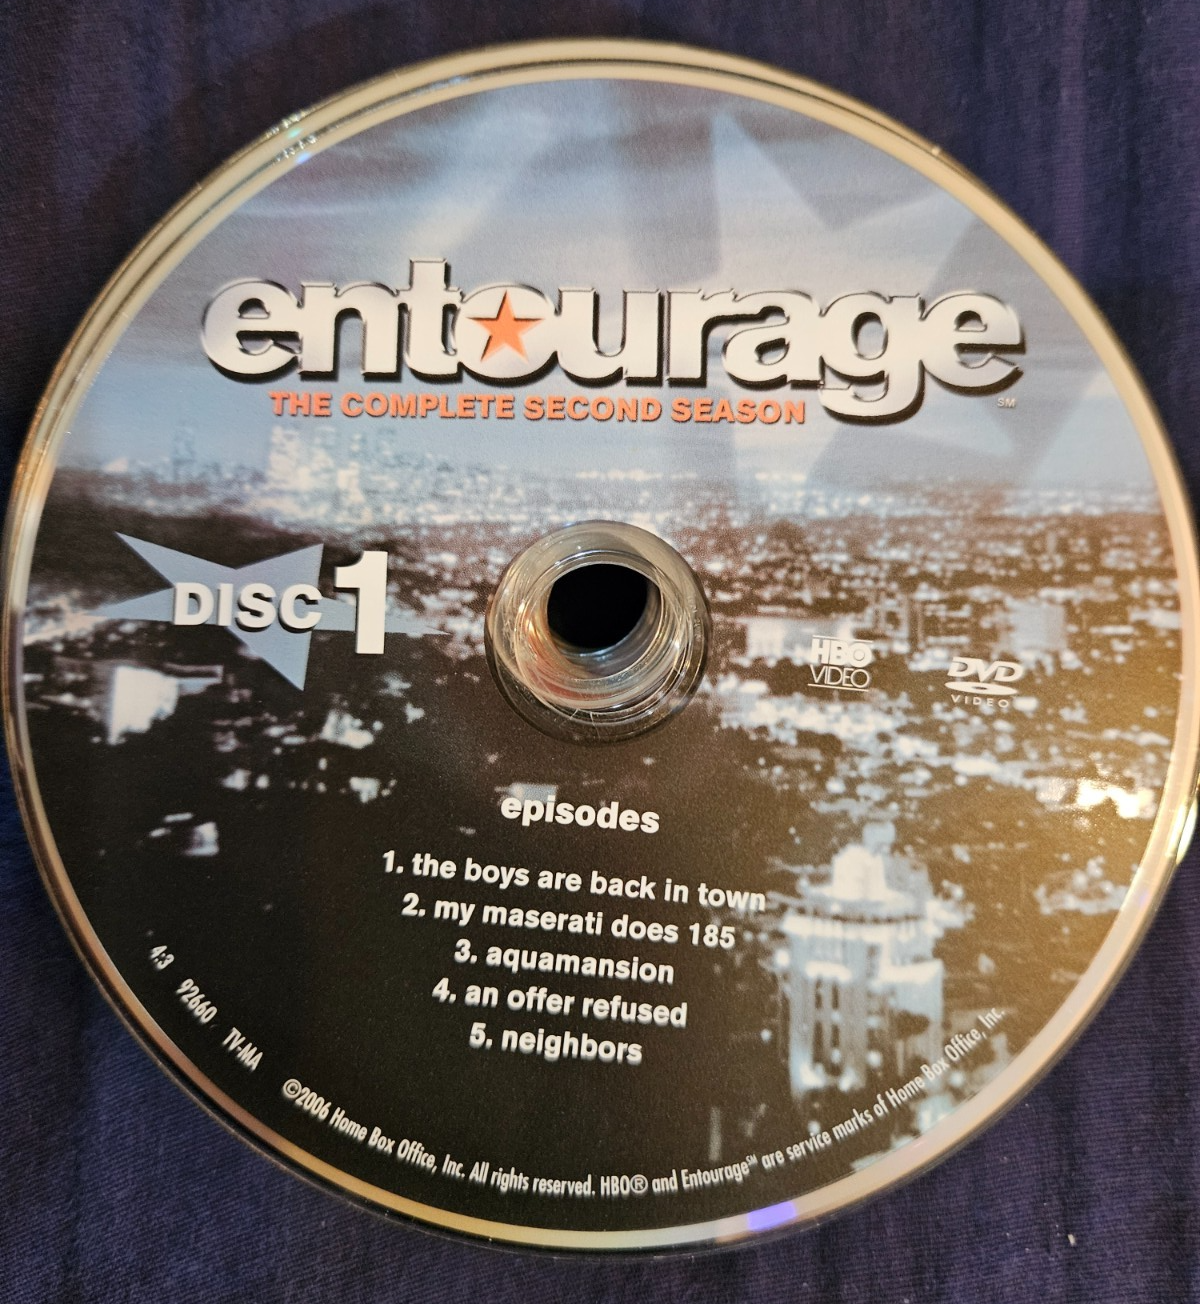 entourage
SM
THE COMPLETE SECOND SEASON
DISC 1
HBO
VIDEO
DVD
VIDEO
episodes
1. the boys are back in town
2. my maserati does 185
3. aquamansion
4. an offer refused
5. neighbors
4:3 92660 TV-MA ©2006 Home Box Office, Inc. All rights reserved. HBO® and Entourage℠ are service marks of Home Box Office, Inc.